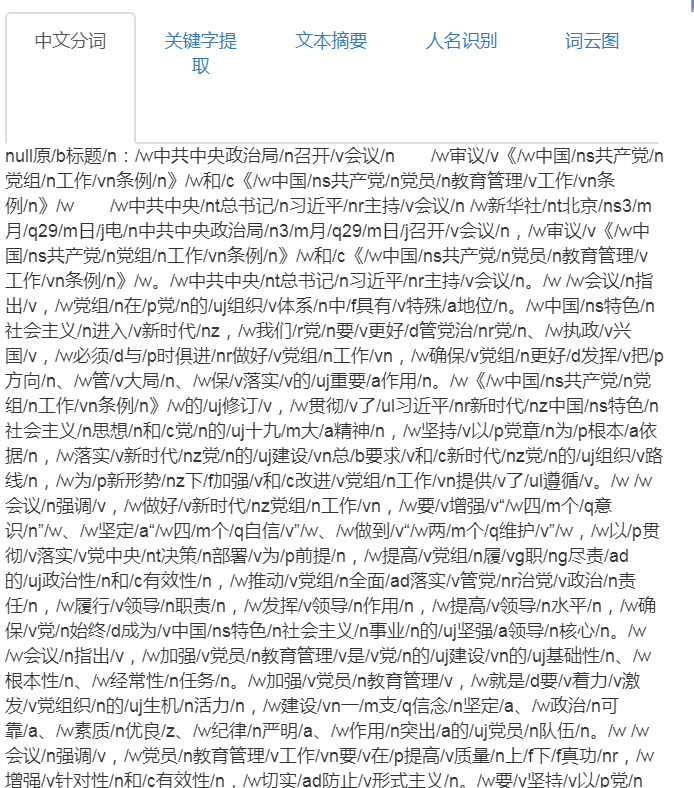 中文分词
关键字提
取
文本摘要
人名识别
词云图
null原/b标题/n：/w中共中央政治局/n召开/v会议/n　　/w审议/v《/w中国/ns共产党/n
党组/n工作/vn条例/n》/w和/c《/w中国/ns共产党/n党员/n教育管理/v工作/vn条
例/n》/w　　/w中共中央/nt总书记/n习近平/nr主持/v会议/n /w新华社/nt北京/ns3/m
月/q29/m日/j电/n中共中央政治局/n3/m月/q29/m日/j召开/v会议/n，/w审议/v《/w中
国/ns共产党/n党组/n工作/vn条例/n》/w和/c《/w中国/ns共产党/n党员/n教育管理/v
工作/vn条例/n》/w。/w中共中央/nt总书记/n习近平/nr主持/v会议/n。/w /w会议/n指
出/v，/w党组/n在/p党/n的/uj组织/v体系/n中/f具有/v特殊/a地位/n。/w中国/ns特色/n
社会主义/n进入/v新时代/nz，/w我们/r党/n要/v更好/d管党治/nr党/n、/w执政/v兴
国/v，/w必须/d与/p时俱进/nr做好/v党组/n工作/vn，/w确保/v党组/n更好/d发挥/v把/p
方向/n、/w管/v大局/n、/w保/v落实/v的/uj重要/a作用/n。/w《/w中国/ns共产党/n党
组/n工作/vn条例/n》/w的/uj修订/v，/w贯彻/v了/ul习近平/nr新时代/nz中国/ns特色/n
社会主义/n思想/n和/c党/n的/uj十九/m大/a精神/n，/w坚持/v以/p党章/n为/p根本/a依
据/n，/w落实/v新时代/nz党/n的/uj建设/vn总/b要求/v和/c新时代/nz党/n的/uj组织/v路
线/n，/w为/p新形势/nz下/f加强/v和/c改进/v党组/n工作/vn提供/v了/ul遵循/v。/w /w
会议/n强调/v，/w做好/v新时代/nz党组/n工作/vn，/w要/v增强/v“/w四/m个/q意
识/n”/w、/w坚定/a“/w四/m个/q自信/v”/w、/w做到/v“/w两/m个/q维护/v”/w，/w以/p贯
彻/v落实/v党中央/nt决策/n部署/v为/p前提/n，/w提高/v党组/n履/vg职/ng尽责/ad
的/uj政治性/n和/c有效性/n，/w推动/v党组/n全面/ad落实/v管党/nr治党/v政治/n责
任/n，/w履行/v领导/n职责/n，/w发挥/v领导/n作用/n，/w提高/v领导/n水平/n，/w确
保/v党/n始终/d成为/v中国/ns特色/n社会主义/n事业/n的/uj坚强/a领导/n核心/n。/w
/w会议/n指出/v，/w加强/v党员/n教育管理/v是/v党/n的/uj建设/vn的/uj基础性/n、/w
根本性/n、/w经常性/n任务/n。/w加强/v党员/n教育管理/v，/w就是/d要/v着力/v激
发/v党组织/n的/uj生机/n活力/n，/w建设/vn一/m支/q信念/n坚定/a、/w政治/n可
靠/a、/w素质/n优良/z、/w纪律/n严明/a、/w作用/n突出/a的/uj党员/n队伍/n。/w /w
会议/n强调/v，/w党员/n教育管理/v工作/vn要/v在/p提高/v质量/n上/f下/f真功/nr，/w
增强/v针对性/n和/c有效性/n，/w切实/ad防止/v形式主义/n。/w要/v坚持/v以/p党/n